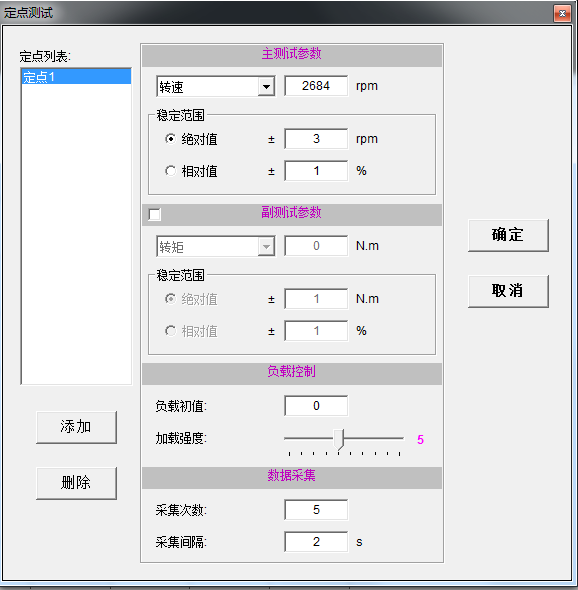 定点测试
定点列表:
定点1
添加
删除
主测试参数
转速 2684 rpm
稳定范围
绝对值 ± 3 rpm
相对值 ± 1 %
副测试参数
转矩 0 N.m
稳定范围
绝对值 ± 1 N.m
相对值 ± 1 %
负载控制
负载初值: 0
加载强度: 5
数据采集
采集次数: 5
采集间隔: 2 s
确定
取消